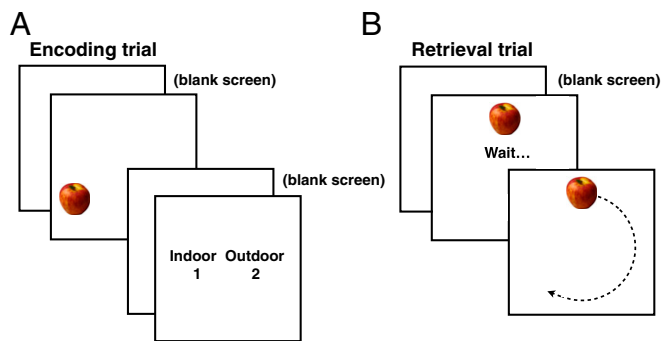 A
Encoding trial
(blank screen)
(blank screen)
Indoor Outdoor
1 2
B
Retrieval trial
(blank screen)
Wait...